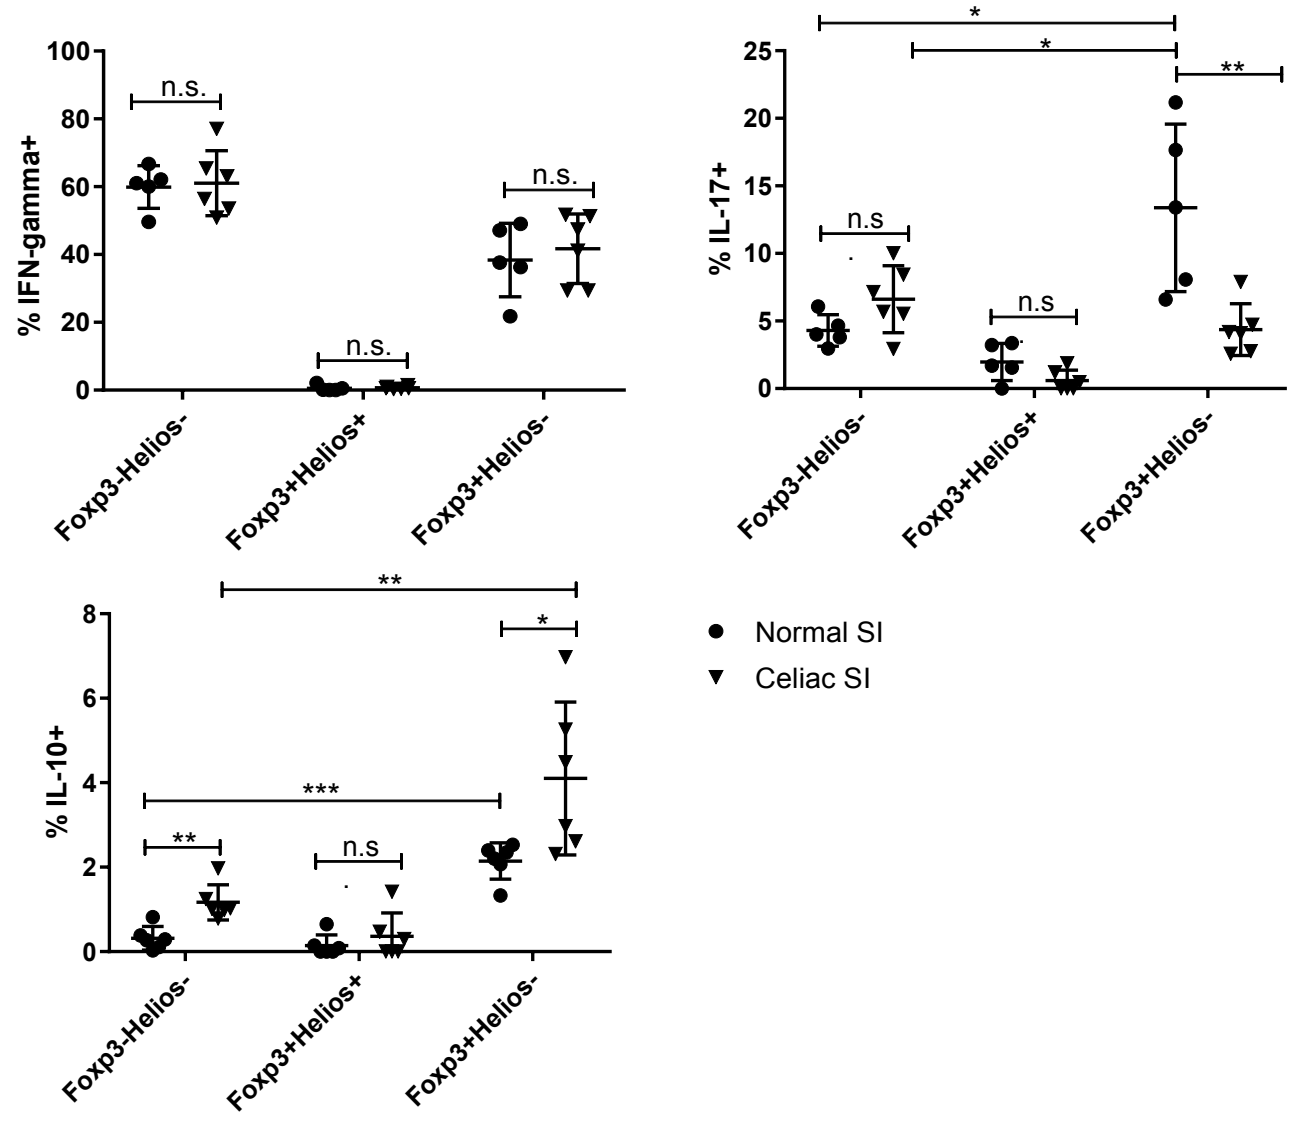 % IFN-gamma+
100
80
60
40
20
0
n.s.
n.s.
n.s.
Foxp3-Helios-
Foxp3+Helios+
Foxp3+Helios-
% IL-17+
25
20
15
10
5
0
*
*
**
n.s
n.s
Foxp3-Helios-
Foxp3+Helios+
Foxp3+Helios-
% IL-10+
8
6
4
2
0
**
*
***
**
n.s
Foxp3-Helios-
Foxp3+Helios+
Foxp3+Helios-
Normal SI
Celiac SI